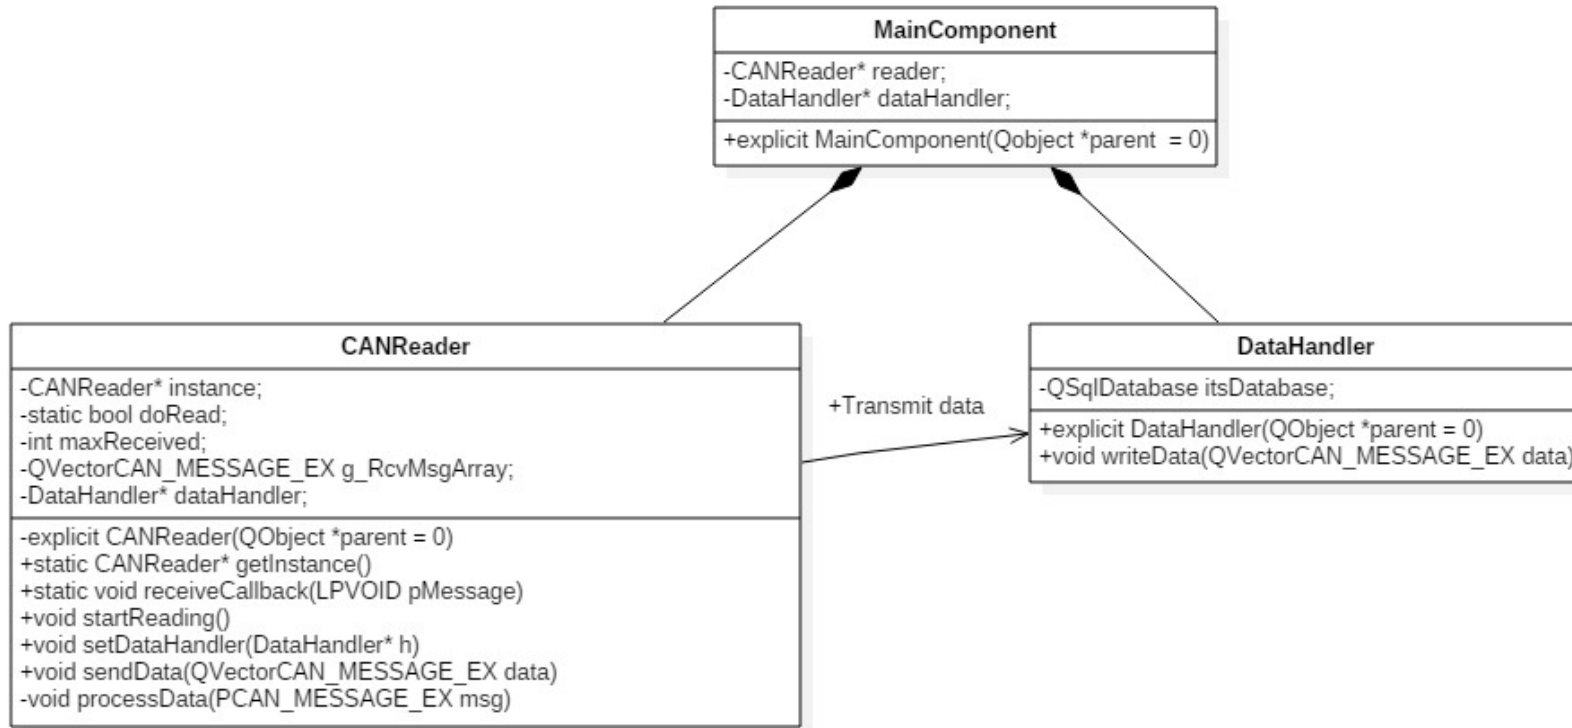 MainComponent
-CANReader* reader;
-DataHandler* dataHandler;
+explicit MainComponent(Qobject *parent  = 0)
CANReader
-CANReader* instance;
-static bool doRead;
-int maxReceived;
-QVectorCAN_MESSAGE_EX g_RcvMsgArray;
-DataHandler* dataHandler;
-explicit CANReader(QObject *parent = 0)
+static CANReader* getInstance()
+static void receiveCallback(LPVOID pMessage)
+void startReading()
+void setDataHandler(DataHandler* h)
+void sendData(QVectorCAN_MESSAGE_EX data)
-void processData(PCAN_MESSAGE_EX msg)
+Transmit data
DataHandler
-QSqlDatabase itsDatabase;
+explicit DataHandler(QObject *parent = 0)
+void writeData(QVectorCAN_MESSAGE_EX data)